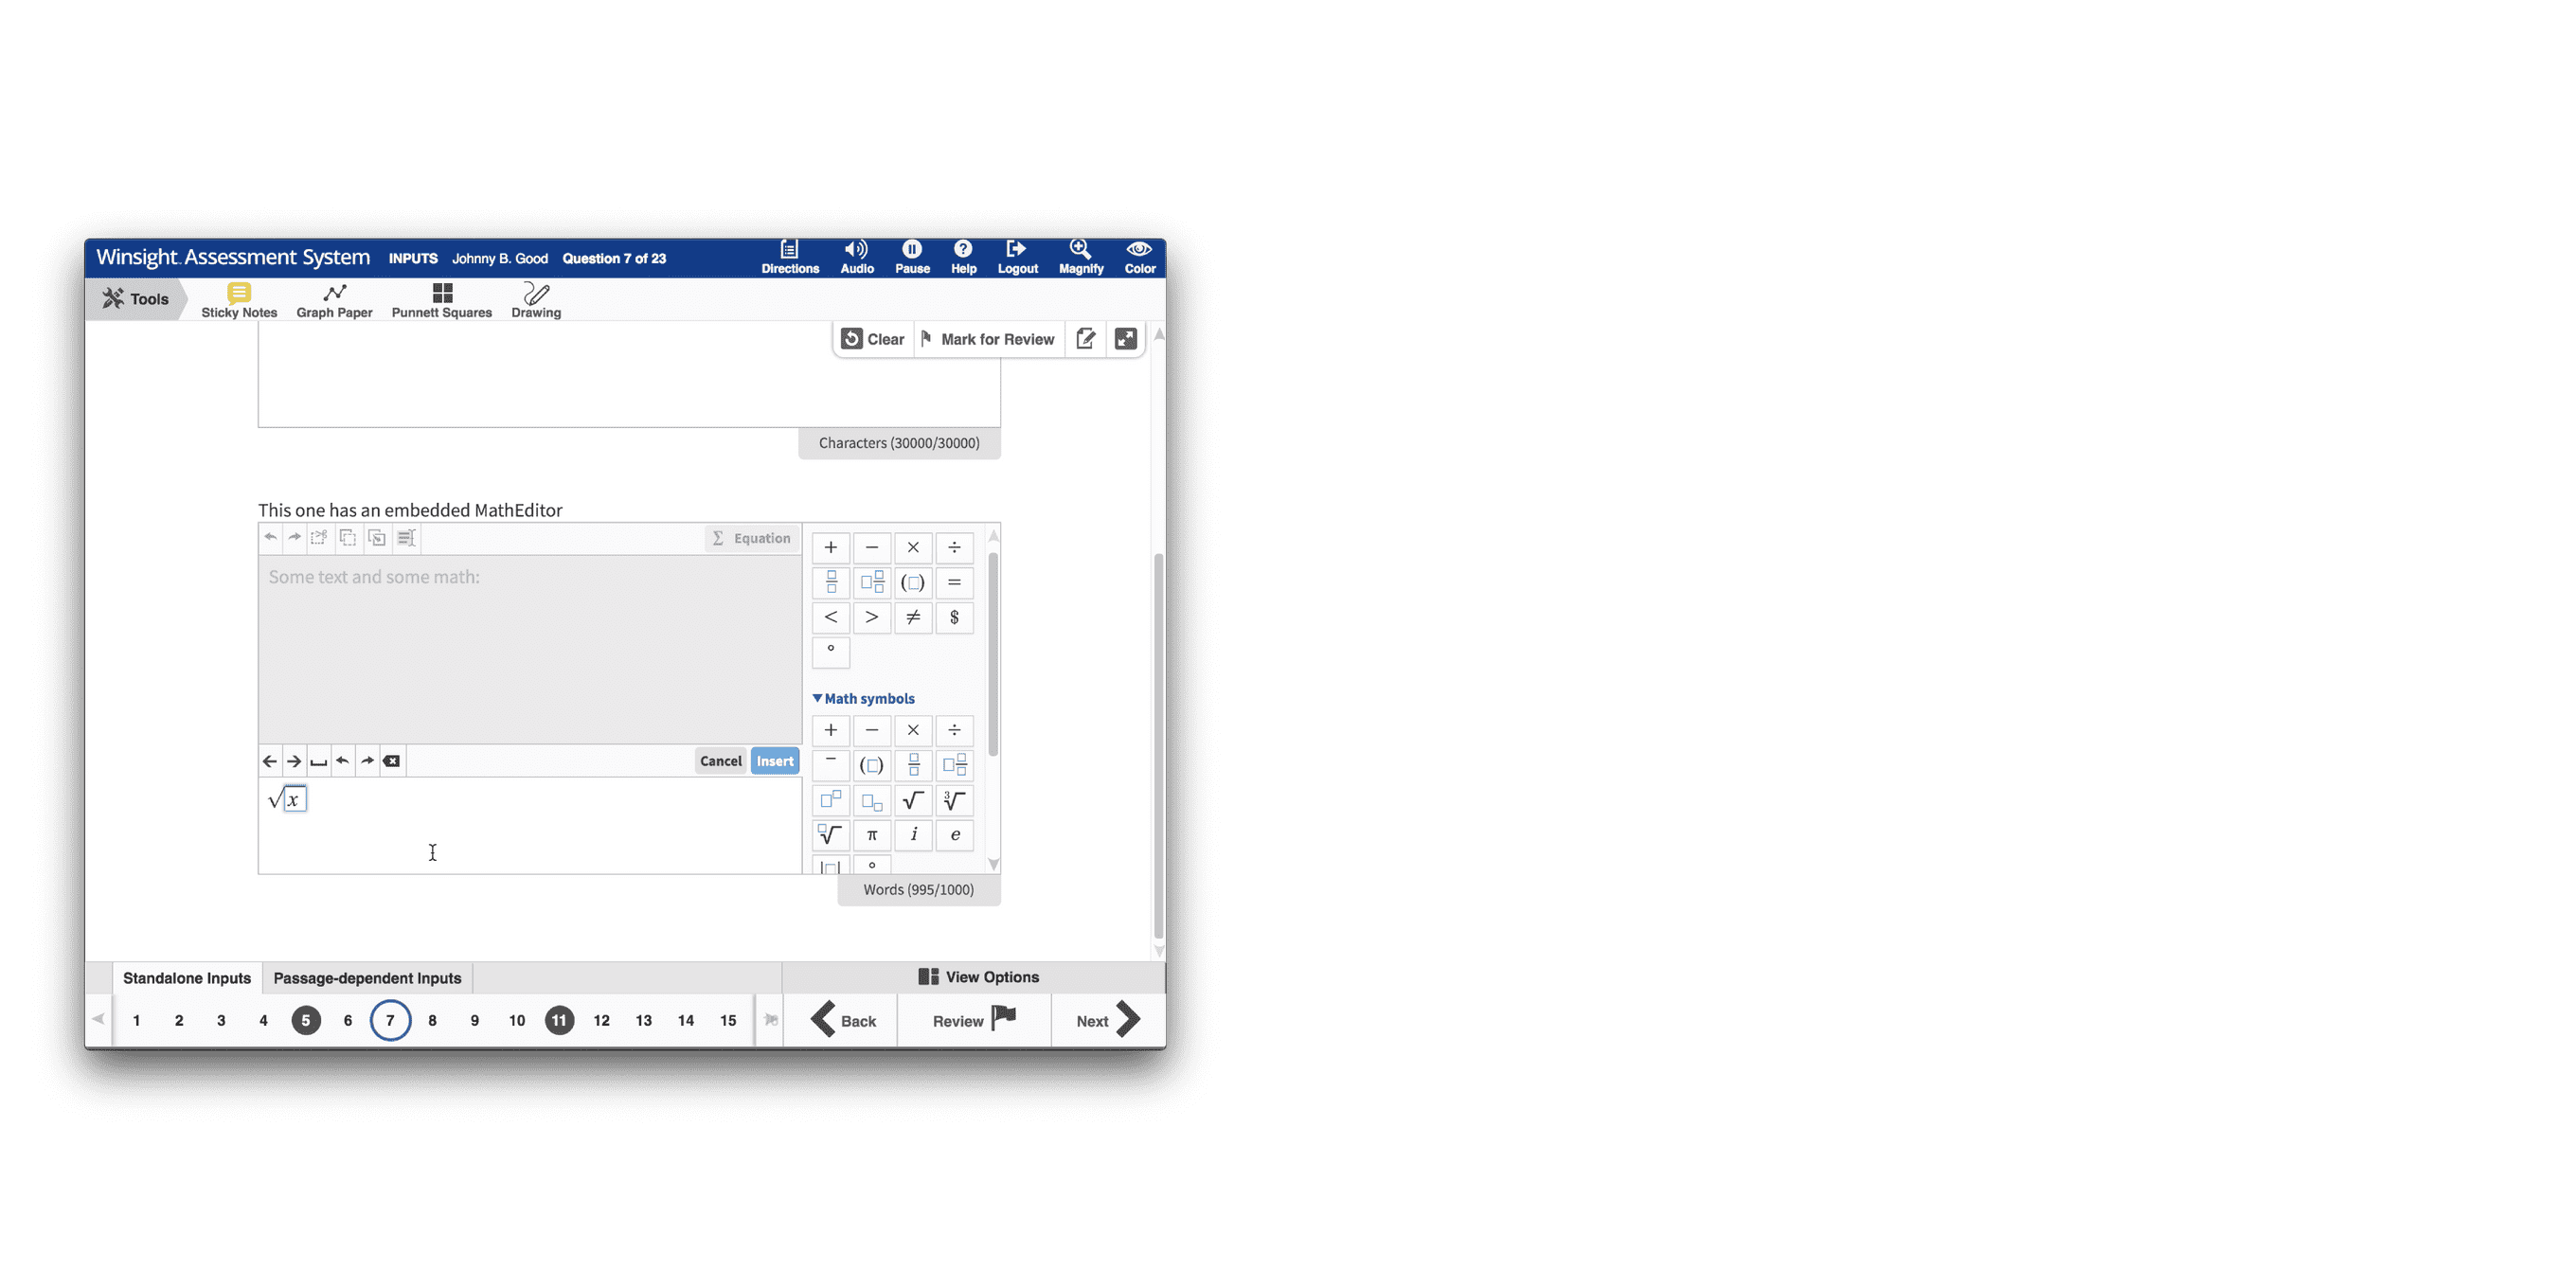 Winsight Assessment System INPUTS Johnny B. Good Question 7 of 23 Directions Audio Pause Help Logout Magnify Color
Tools Sticky Notes Graph Paper Punnett Squares Drawing
Clear Mark for Review
Characters (30000/30000)
This one has an embedded MathEditor
Σ Equation
Some text and some math:
+ − × ÷
(□) =
< > ≠ $
°
▼Math symbols
+ − × ÷
Cancel Insert
− (□)
√x
√ ∛
√ π i e
|□| °
Words (995/1000)
Standalone Inputs Passage-dependent Inputs View Options
1 2 3 4 5 6 7 8 9 10 11 12 13 14 15 Back Review Next